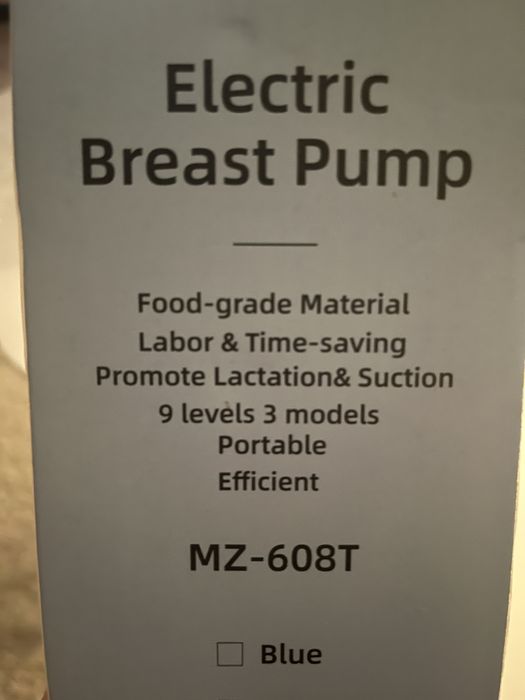 Electric
Breast Pump
Food-grade Material
Labor & Time-saving
Promote Lactation& Suction
9 levels 3 models
Portable
Efficient
MZ-608T
Blue